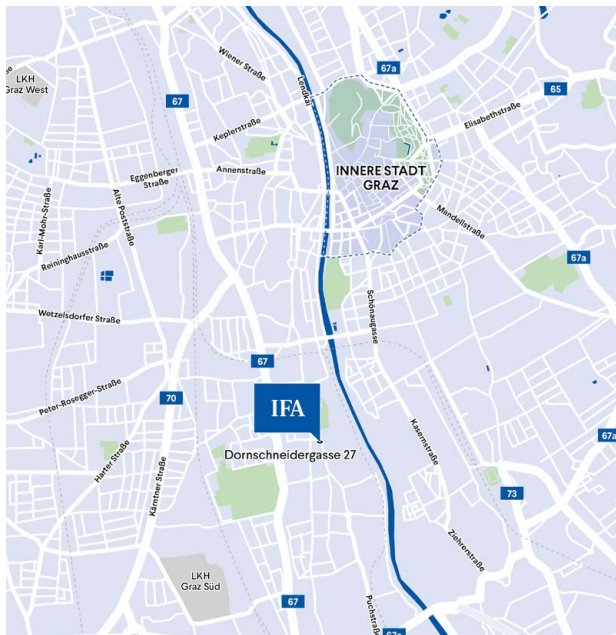 67a
Wiener Straße
Lendkai
LKH
Graz West
67
65
Elisabethstraße
Keplerstraße
INNERE STADT
GRAZ
Eggenberger
Straße
Annenstraße
Alte Poststraße
Karl-Mohr-Straße
Mandellstraße
Reininghausstraße
67a
Schönaugasse
Wetzelsdorfer Straße
67
Peter-Rosegger-Straße
70
IFA
Kasernstraße
67a
Dornschneidergasse 27
Harter Straße
Kärntner Straße
73
Ziehrerstraße
LKH
Graz Süd
67
Puchstraße
67a